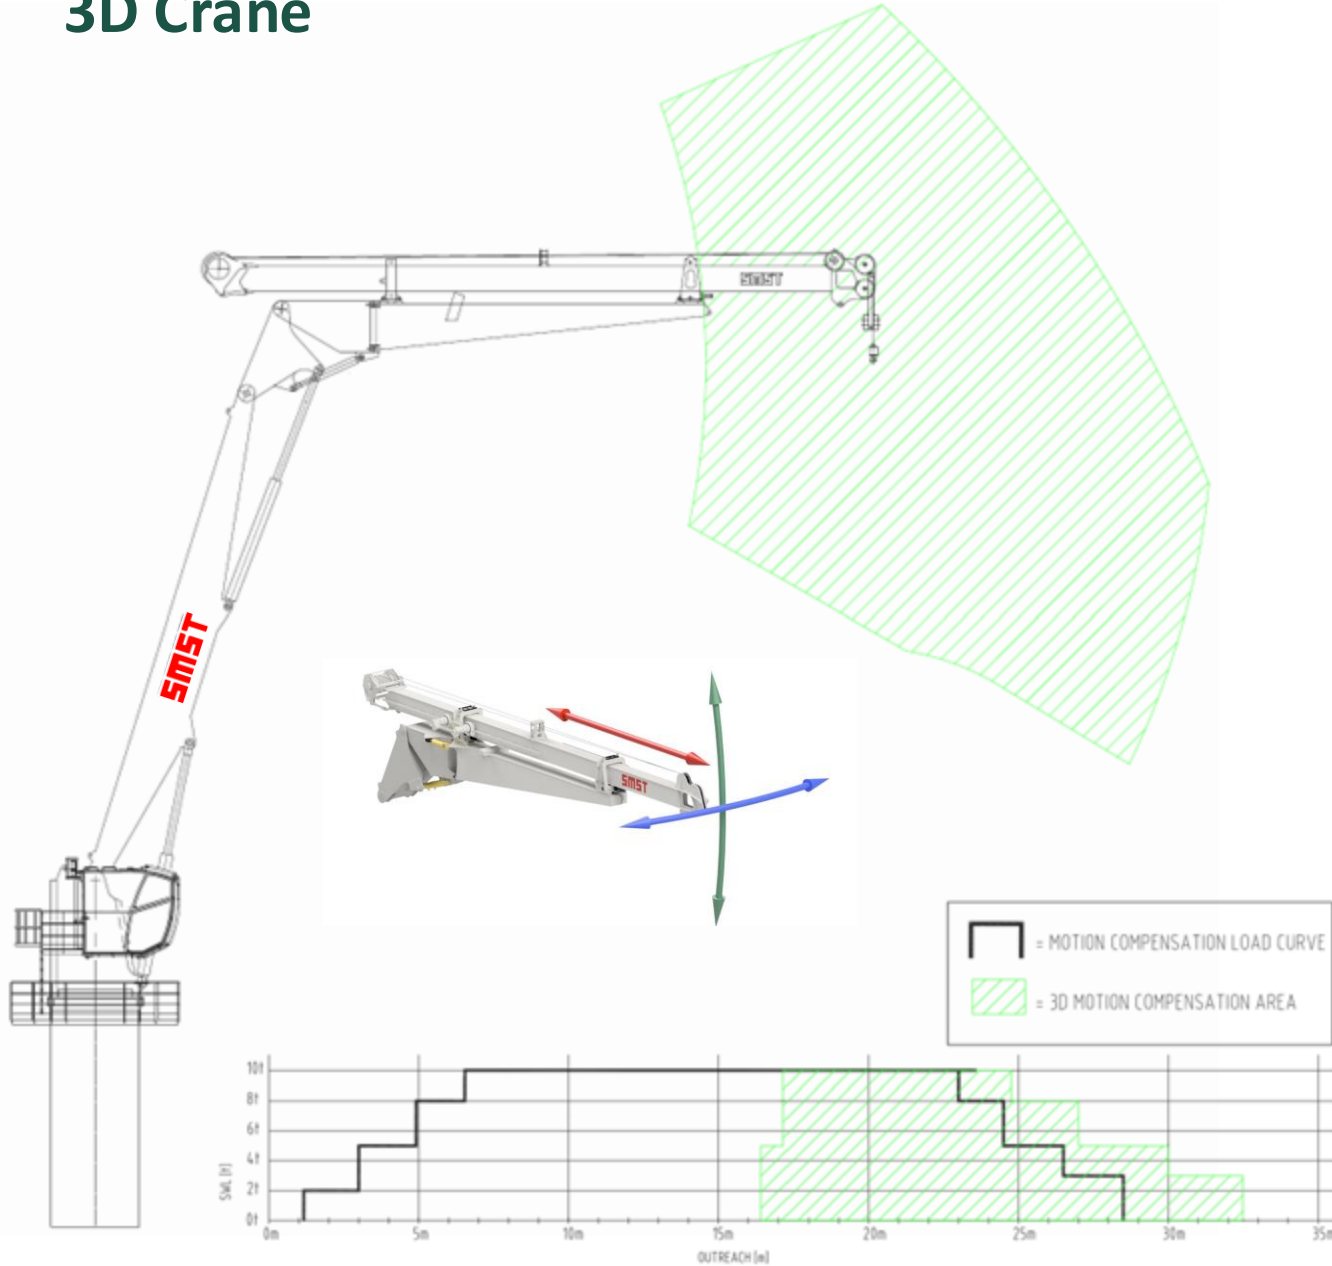 3D Crane
SMST
SMST
SMST
= MOTION COMPENSATION LOAD CURVE
= 3D MOTION COMPENSATION AREA
10t
8t
6t
4t
2t
0t
SWL [t]
0m 5m 10m 15m 20m 25m 30m 35m
OUTREACH [m]